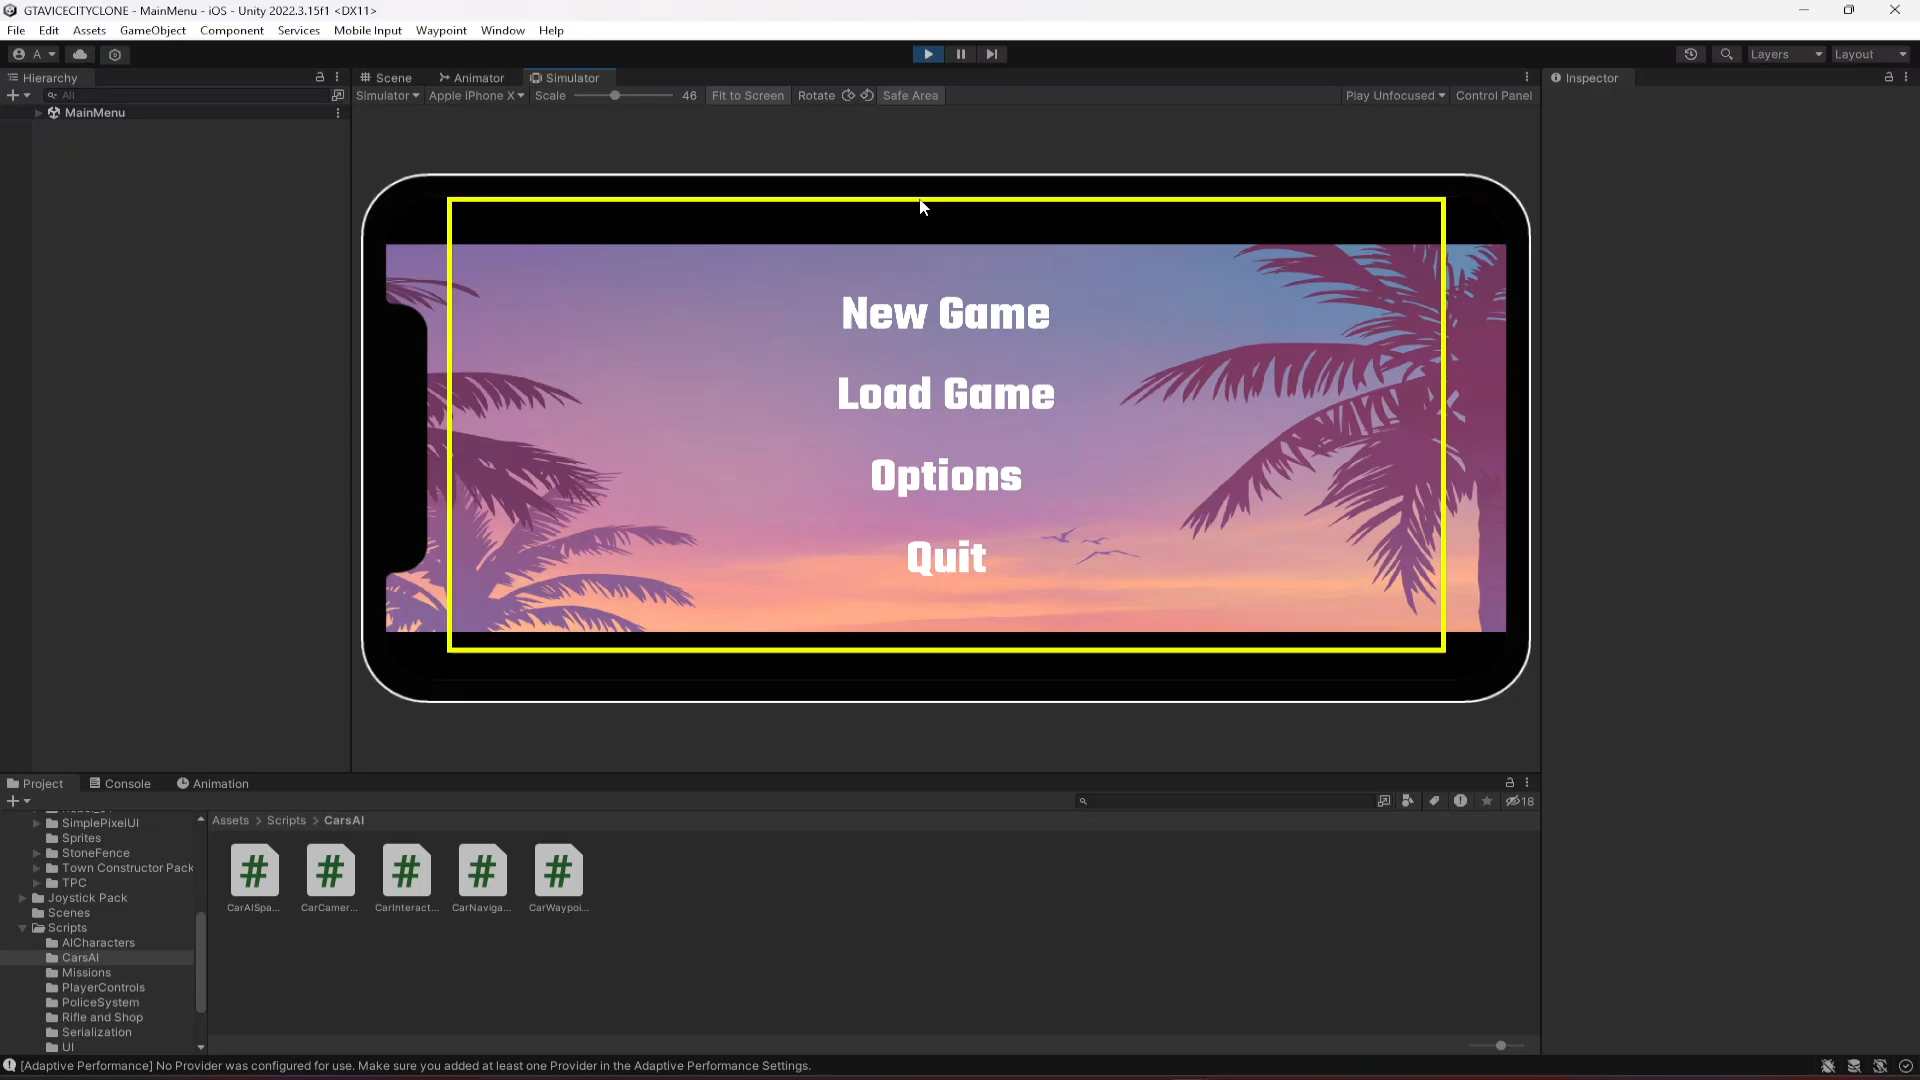 GTAVICECITYCLONE - MainMenu - iOS - Unity 2022.3.15f1 <DX11>
File Edit Assets GameObject Component Services Mobile Input Waypoint Window Help
A Layers Layout
Hierarchy Scene Animator Simulator Inspector
All Simulator Apple iPhone X Scale 46 Fit to Screen Rotate Safe Area Play Unfocused Control Panel
MainMenu
New Game
Load Game
Options
Quit
Project Console Animation
18
SimplePixelUI
Sprites
StoneFence
Town Constructor Pack
TPC
Joystick Pack
Scenes
Scripts
AICharacters
CarsAI
Missions
PlayerControls
PoliceSystem
Rifle and Shop
Serialization
UI
Assets > Scripts > CarsAI
CarAISpa... CarCamer... CarInteract... CarNaviga... CarWaypoi...
[Adaptive Performance] No Provider was configured for use. Make sure you added at least one Provider in the Adaptive Performance Settings.